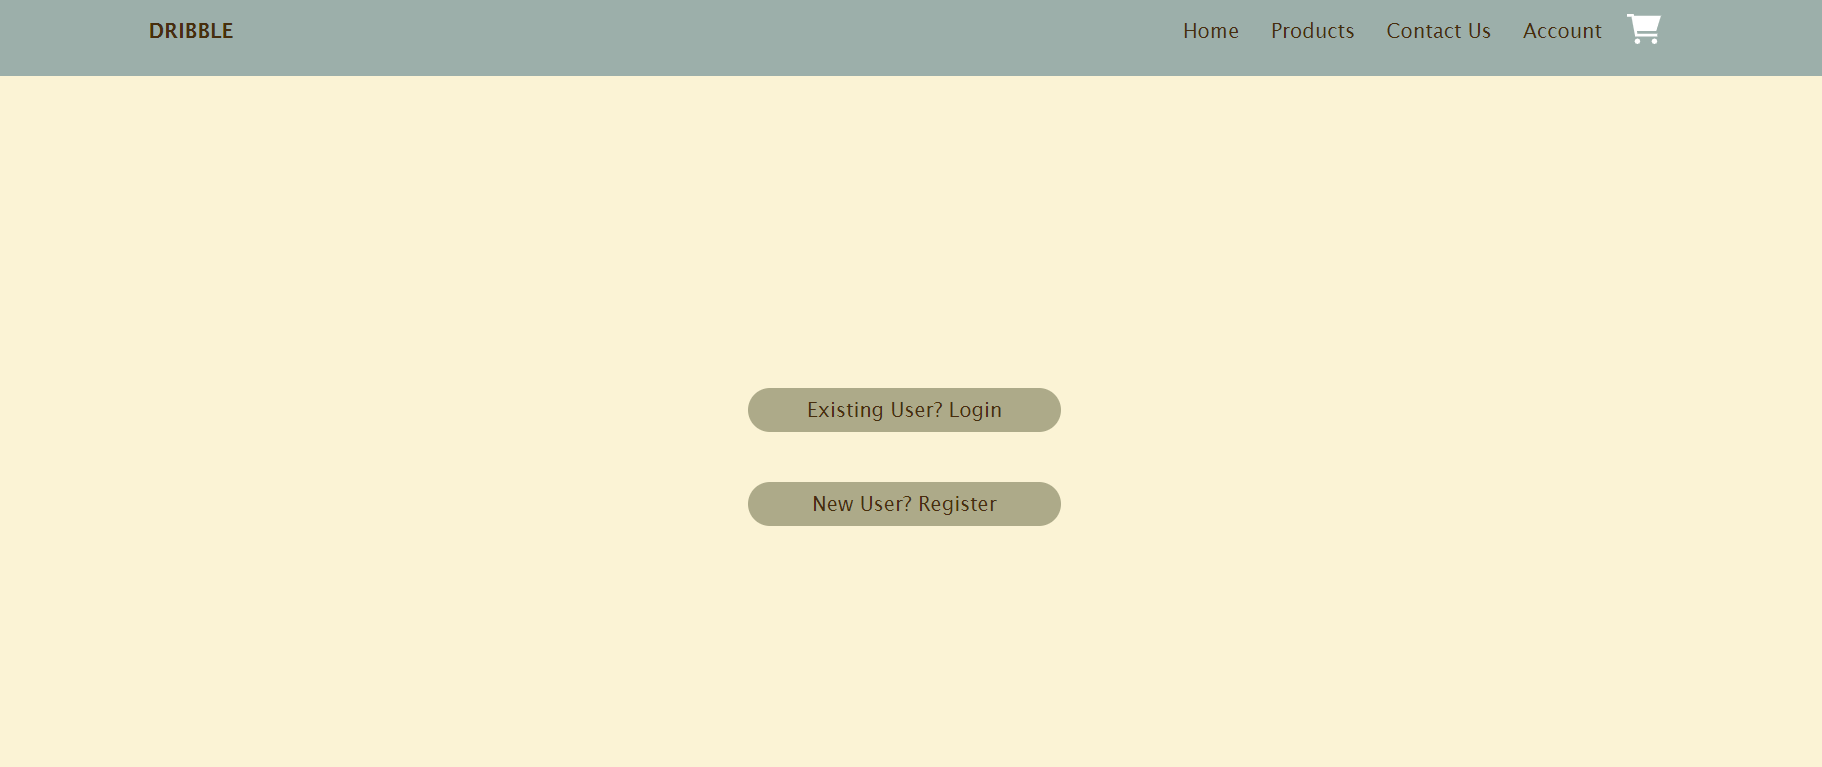 DRIBBLE Home Products Contact Us Account
Existing User? Login
New User? Register